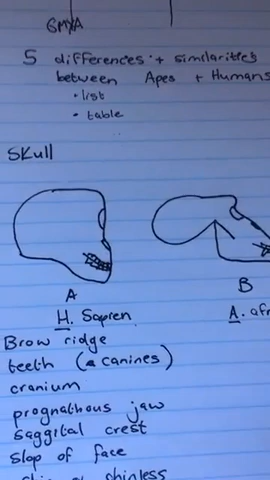 6MYA
5 differences + similarities
between Apes + Humans
• list
• table
Skull
A
B
H. Sapien
A. afr
Brow ridge
teeth (canines)
cranium
prognathous jaw
saggital crest
slop of face
chinless